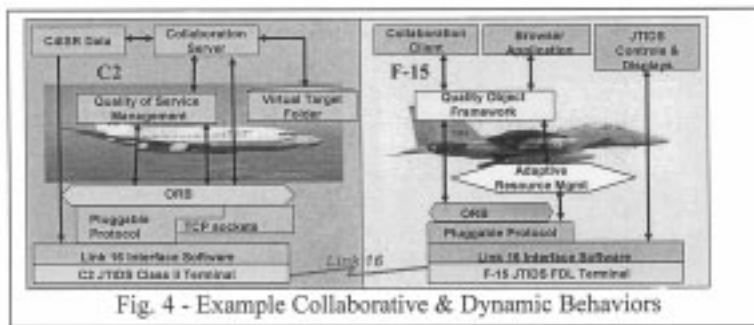 C4ISR Data
Collaboration
Server
C2
Quality of Service
Management
Virtual Target
Folder
ORB
Pluggable
Protocol
TCP sockets
Link 16 Interface Software
C2 JTIDS Class II Terminal
Link 16
Collaboration
Client
Browser
Application
JTIDS
Controls &
Displays
F-15
Quality Object
Framework
Adaptive
Resource Mgmt
ORB
Pluggable Protocol
Link 16 Interface Software
F-15 JTIDS FDL Terminal
Fig. 4 - Example Collaborative & Dynamic Behaviors